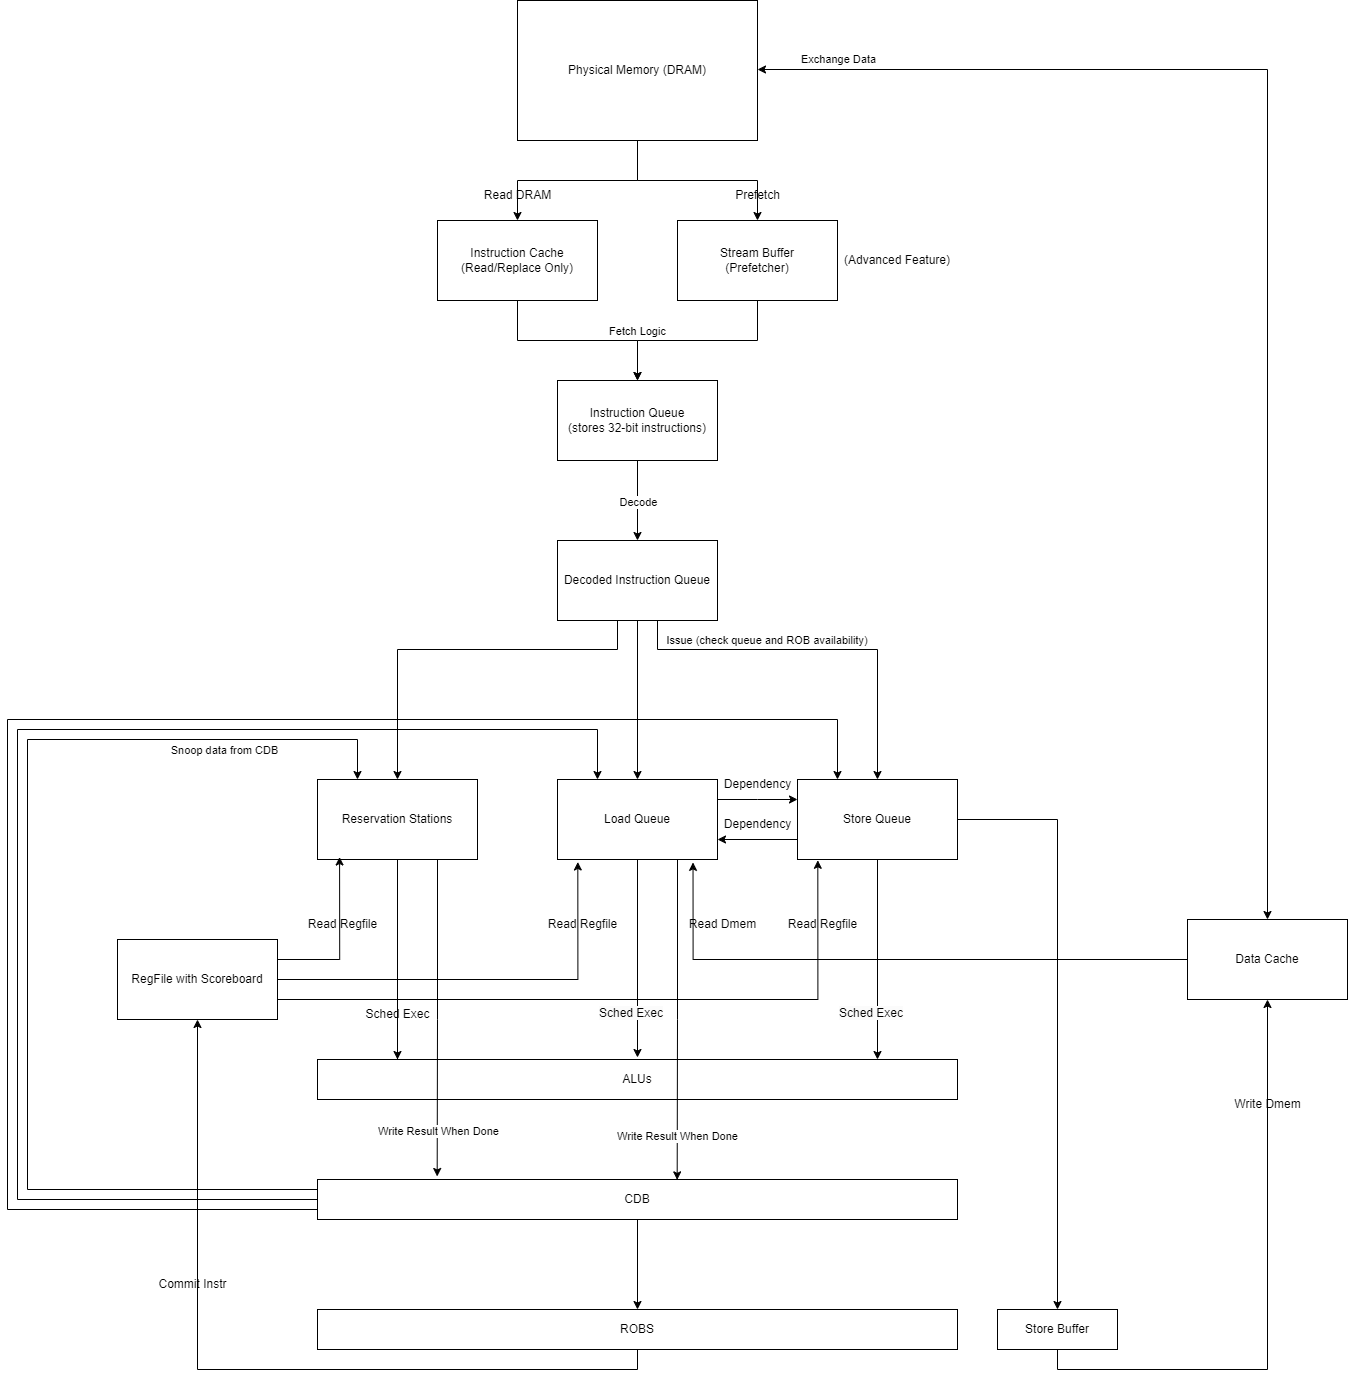 Physical Memory (DRAM)
Exchange Data
Read DRAM
Prefetch
Instruction Cache
(Read/Replace Only)
Stream Buffer
(Prefetcher)
(Advanced Feature)
Fetch Logic
Instruction Queue
(stores 32-bit instructions)
Decode
Decoded Instruction Queue
Issue (check queue and ROB availability)
Snoop data from CDB
Reservation Stations
Load Queue
Dependency
Dependency
Store Queue
Read Regfile
Read Regfile
Read Dmem
Read Regfile
RegFile with Scoreboard
Data Cache
Sched Exec
Sched Exec
Sched Exec
ALUs
Write Result When Done
Write Result When Done
Write Dmem
CDB
Commit Instr
ROBS
Store Buffer